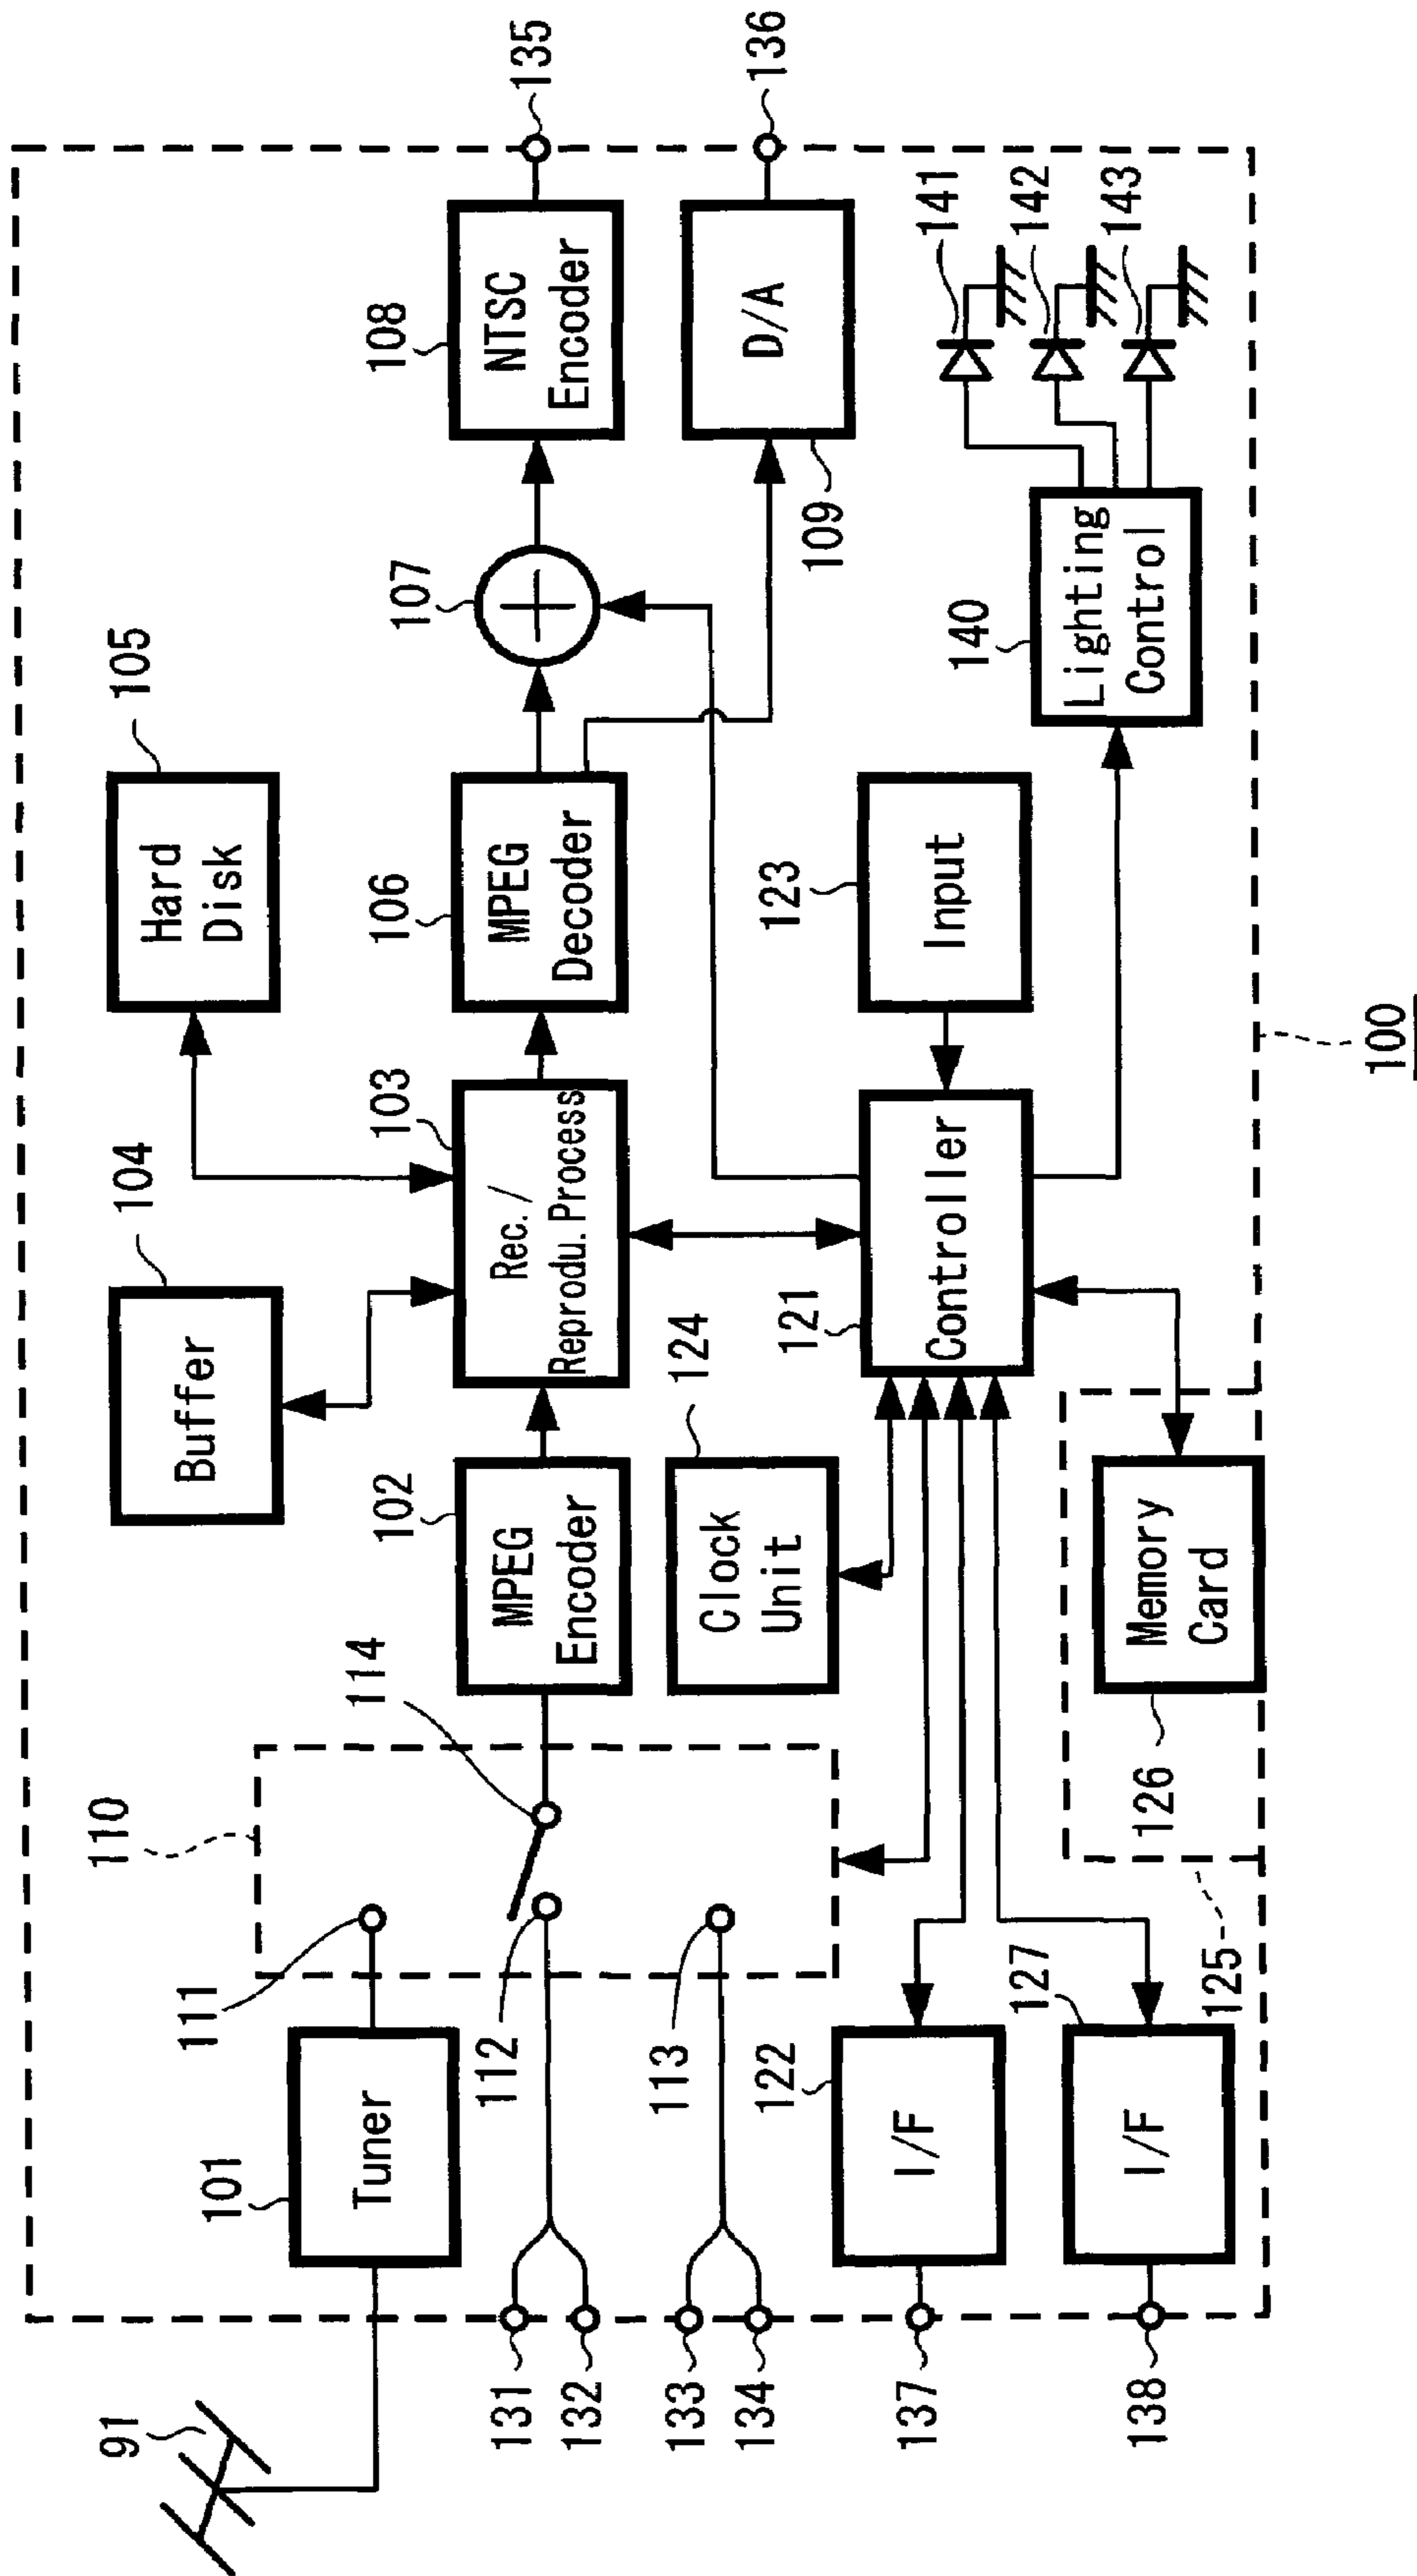 91
101
Tuner
111
110
112
113
114
131
132
133
134
137
138
122
I/F
127
I/F
125
126
Memory
Card
102
MPEG
Encoder
124
Clock
Unit
104
Buffer
103
Rec./
Reprodu. Process
121
Controller
105
Hard
Disk
106
MPEG
Decoder
123
Input
107
108
NTSC
Encoder
109
D/A
140
Lighting
Control
141
142
143
135
136
100